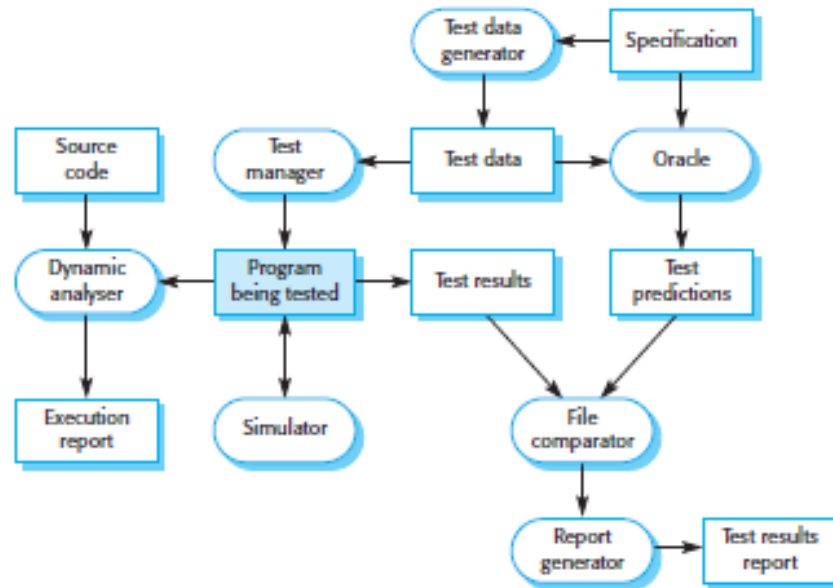 Test data
generator
Specification
Source
code
Test
manager
Test data
Oracle
Dynamic
analyser
Program
being tested
Test results
Test
predictions
Execution
report
Simulator
File
comparator
Report
generator
Test results
report